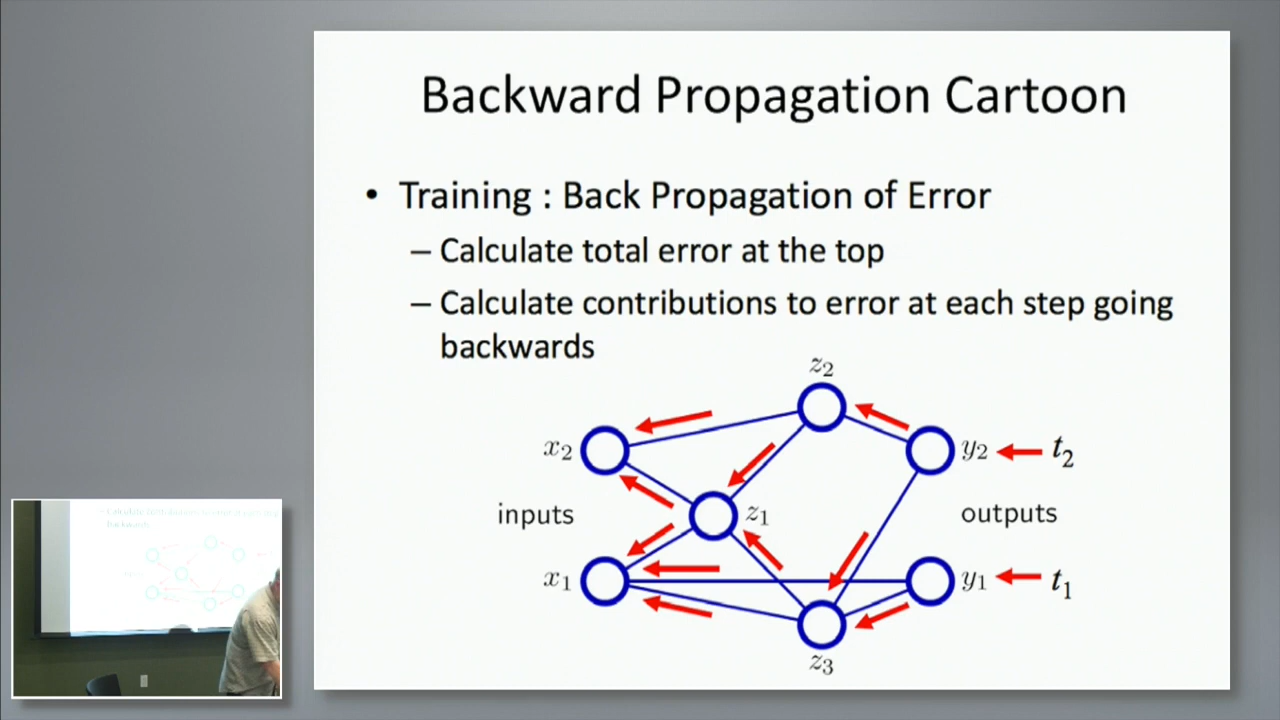 Backward Propagation Cartoon
• Training : Back Propagation of Error
– Calculate total error at the top
– Calculate contributions to error at each step going
backwards
z2
x2
y2
t2
inputs
z1
outputs
x1
y1
t1
z3